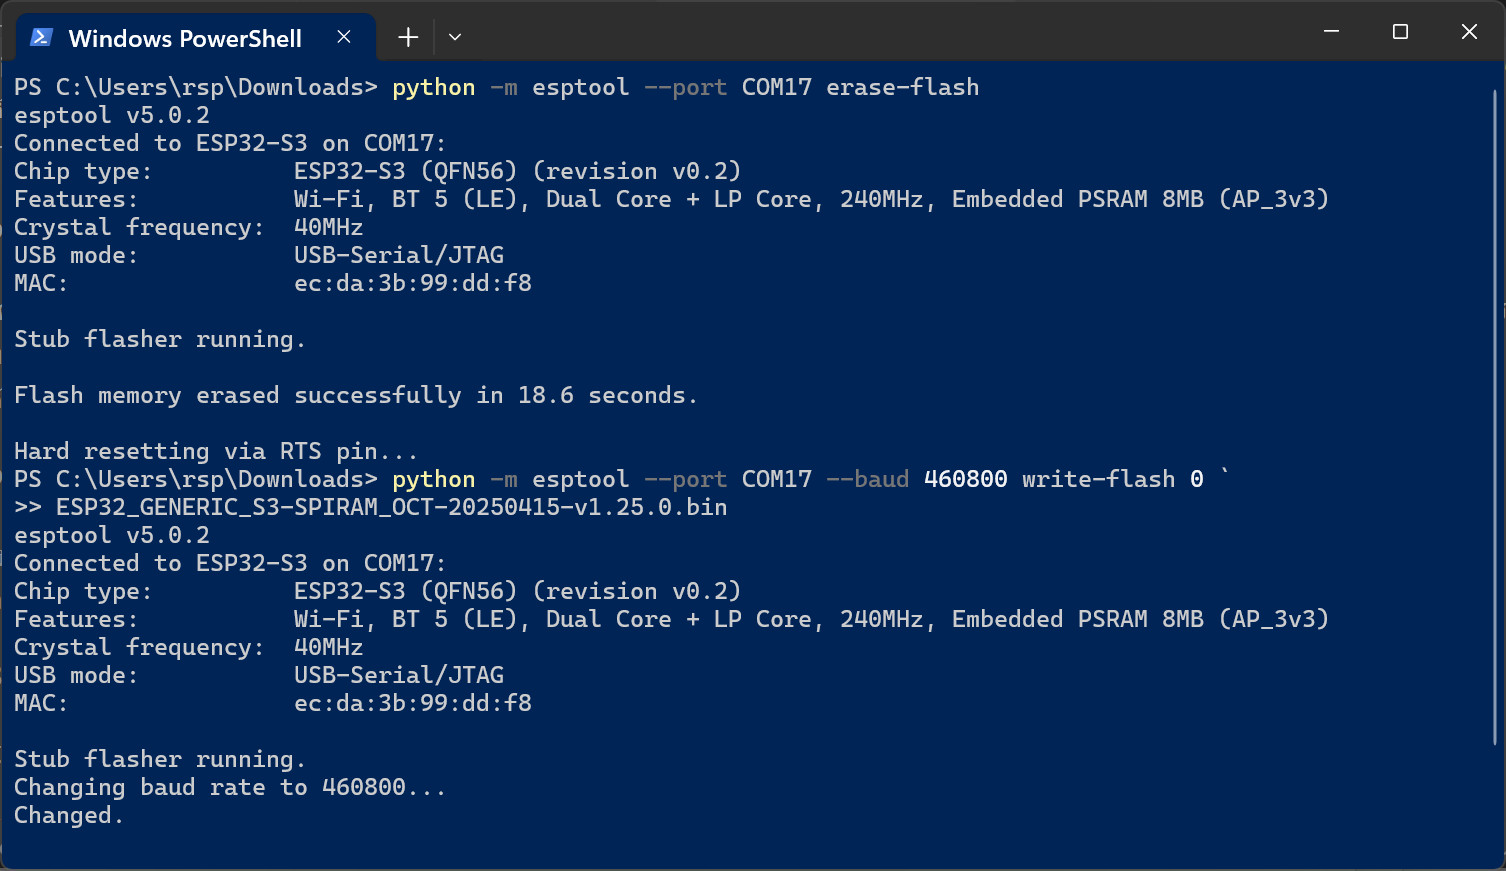 Windows PowerShell
PS C:\Users\rsp\Downloads> python -m esptool --port COM17 erase-flash
esptool v5.0.2
Connected to ESP32-S3 on COM17:
Chip type:          ESP32-S3 (QFN56) (revision v0.2)
Features:           Wi-Fi, BT 5 (LE), Dual Core + LP Core, 240MHz, Embedded PSRAM 8MB (AP_3v3)
Crystal frequency:  40MHz
USB mode:           USB-Serial/JTAG
MAC:                ec:da:3b:99:dd:f8

Stub flasher running.

Flash memory erased successfully in 18.6 seconds.

Hard resetting via RTS pin...
PS C:\Users\rsp\Downloads> python -m esptool --port COM17 --baud 460800 write-flash 0 `
>> ESP32_GENERIC_S3-SPIRAM_OCT-20250415-v1.25.0.bin
esptool v5.0.2
Connected to ESP32-S3 on COM17:
Chip type:          ESP32-S3 (QFN56) (revision v0.2)
Features:           Wi-Fi, BT 5 (LE), Dual Core + LP Core, 240MHz, Embedded PSRAM 8MB (AP_3v3)
Crystal frequency:  40MHz
USB mode:           USB-Serial/JTAG
MAC:                ec:da:3b:99:dd:f8

Stub flasher running.
Changing baud rate to 460800...
Changed.